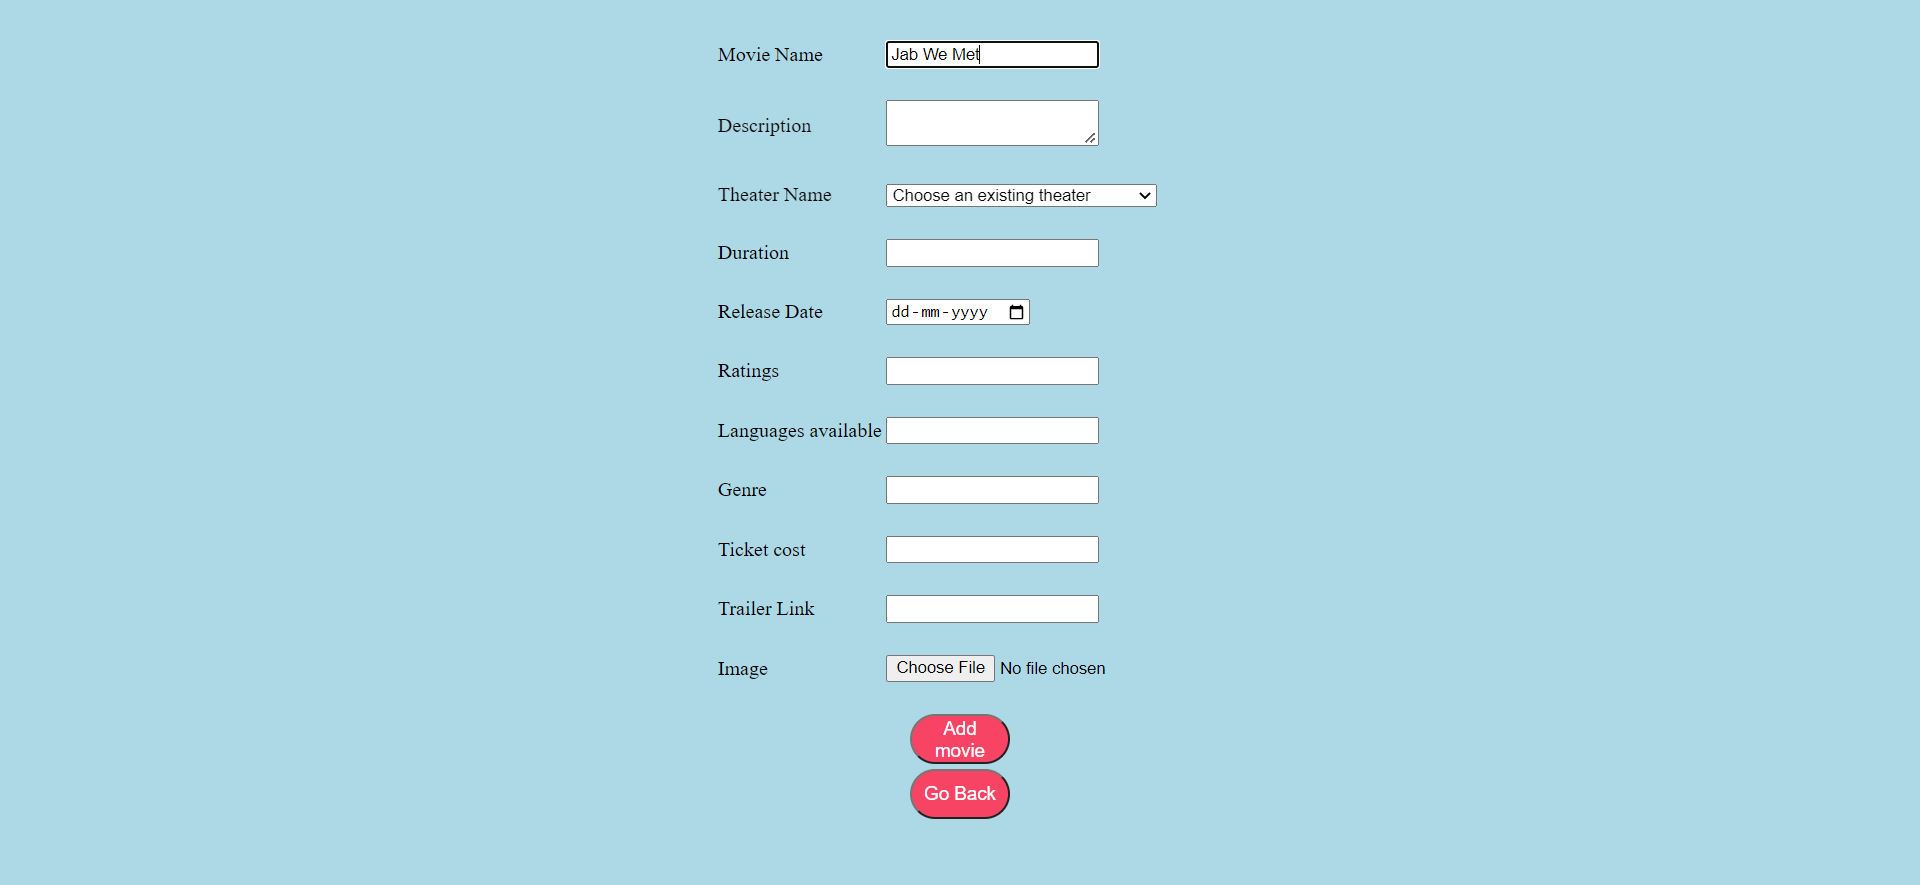 Movie Name Jab We Met
Description
Theater Name Choose an existing theater
Duration
Release Date dd-mm-yyyy
Ratings
Languages available
Genre
Ticket cost
Trailer Link
Image Choose File No file chosen
Add
movie
Go Back